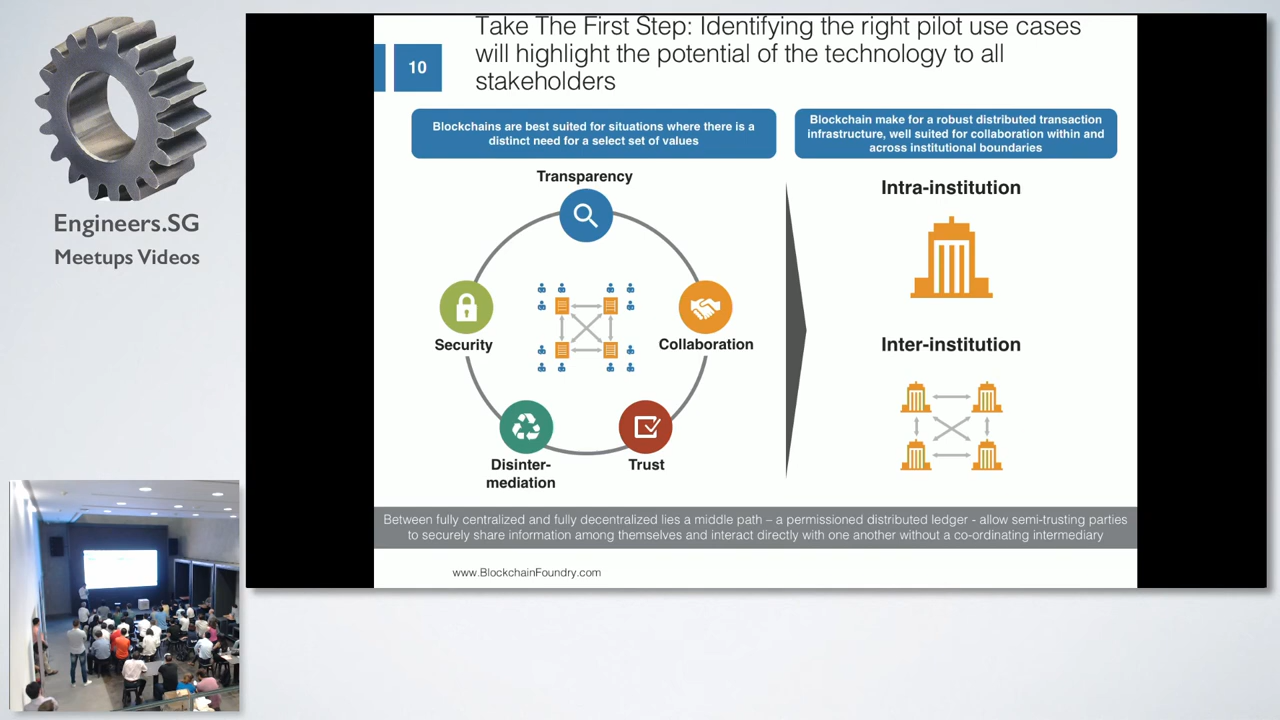 Take The First Step: Identifying the right pilot use cases
will highlight the potential of the technology to all
stakeholders
10
Blockchains are best suited for situations where there is a
distinct need for a select set of values
Blockchain make for a robust distributed transaction
infrastructure, well suited for collaboration within and
across institutional boundaries
Transparency
Security
Collaboration
Disinter-
mediation
Trust
Intra-institution
Inter-institution
Between fully centralized and fully decentralized lies a middle path – a permissioned distributed ledger - allow semi-trusting parties
to securely share information among themselves and interact directly with one another without a co-ordinating intermediary
www.BlockchainFoundry.com
Engineers.SG
Meetups Videos